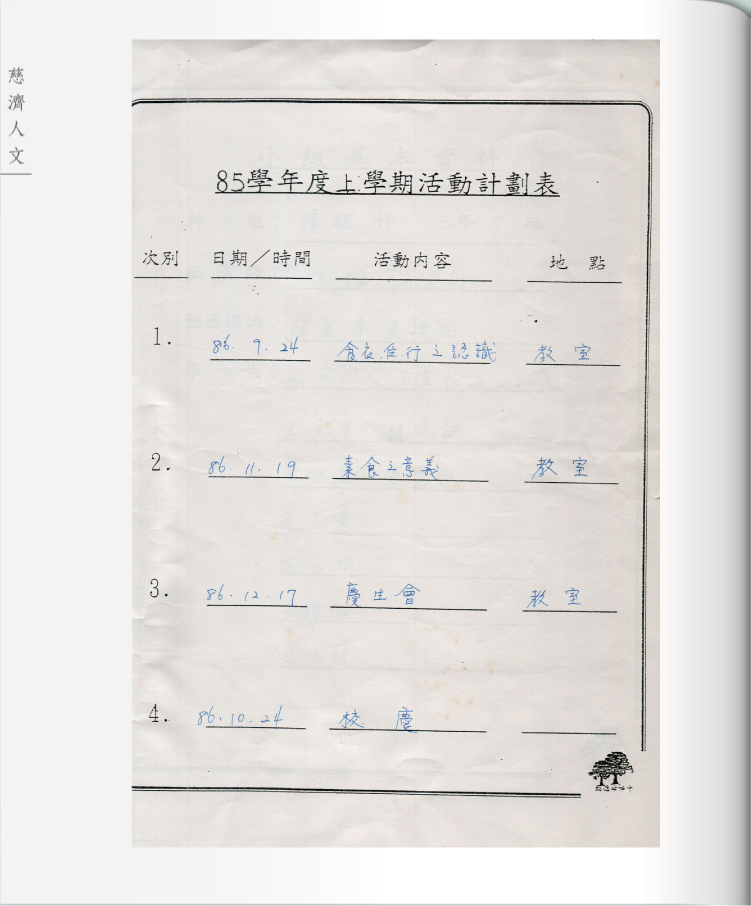 慈濟人文
85學年度上學期活動計劃表
次別 日期／時間 活動內容 地 點
1. 86.9.24 食衣住行之認識 教室
2. 86.11.19 素食之意義 教室
3. 86.12.17 慶生會 教室
4. 86.10.24 校慶